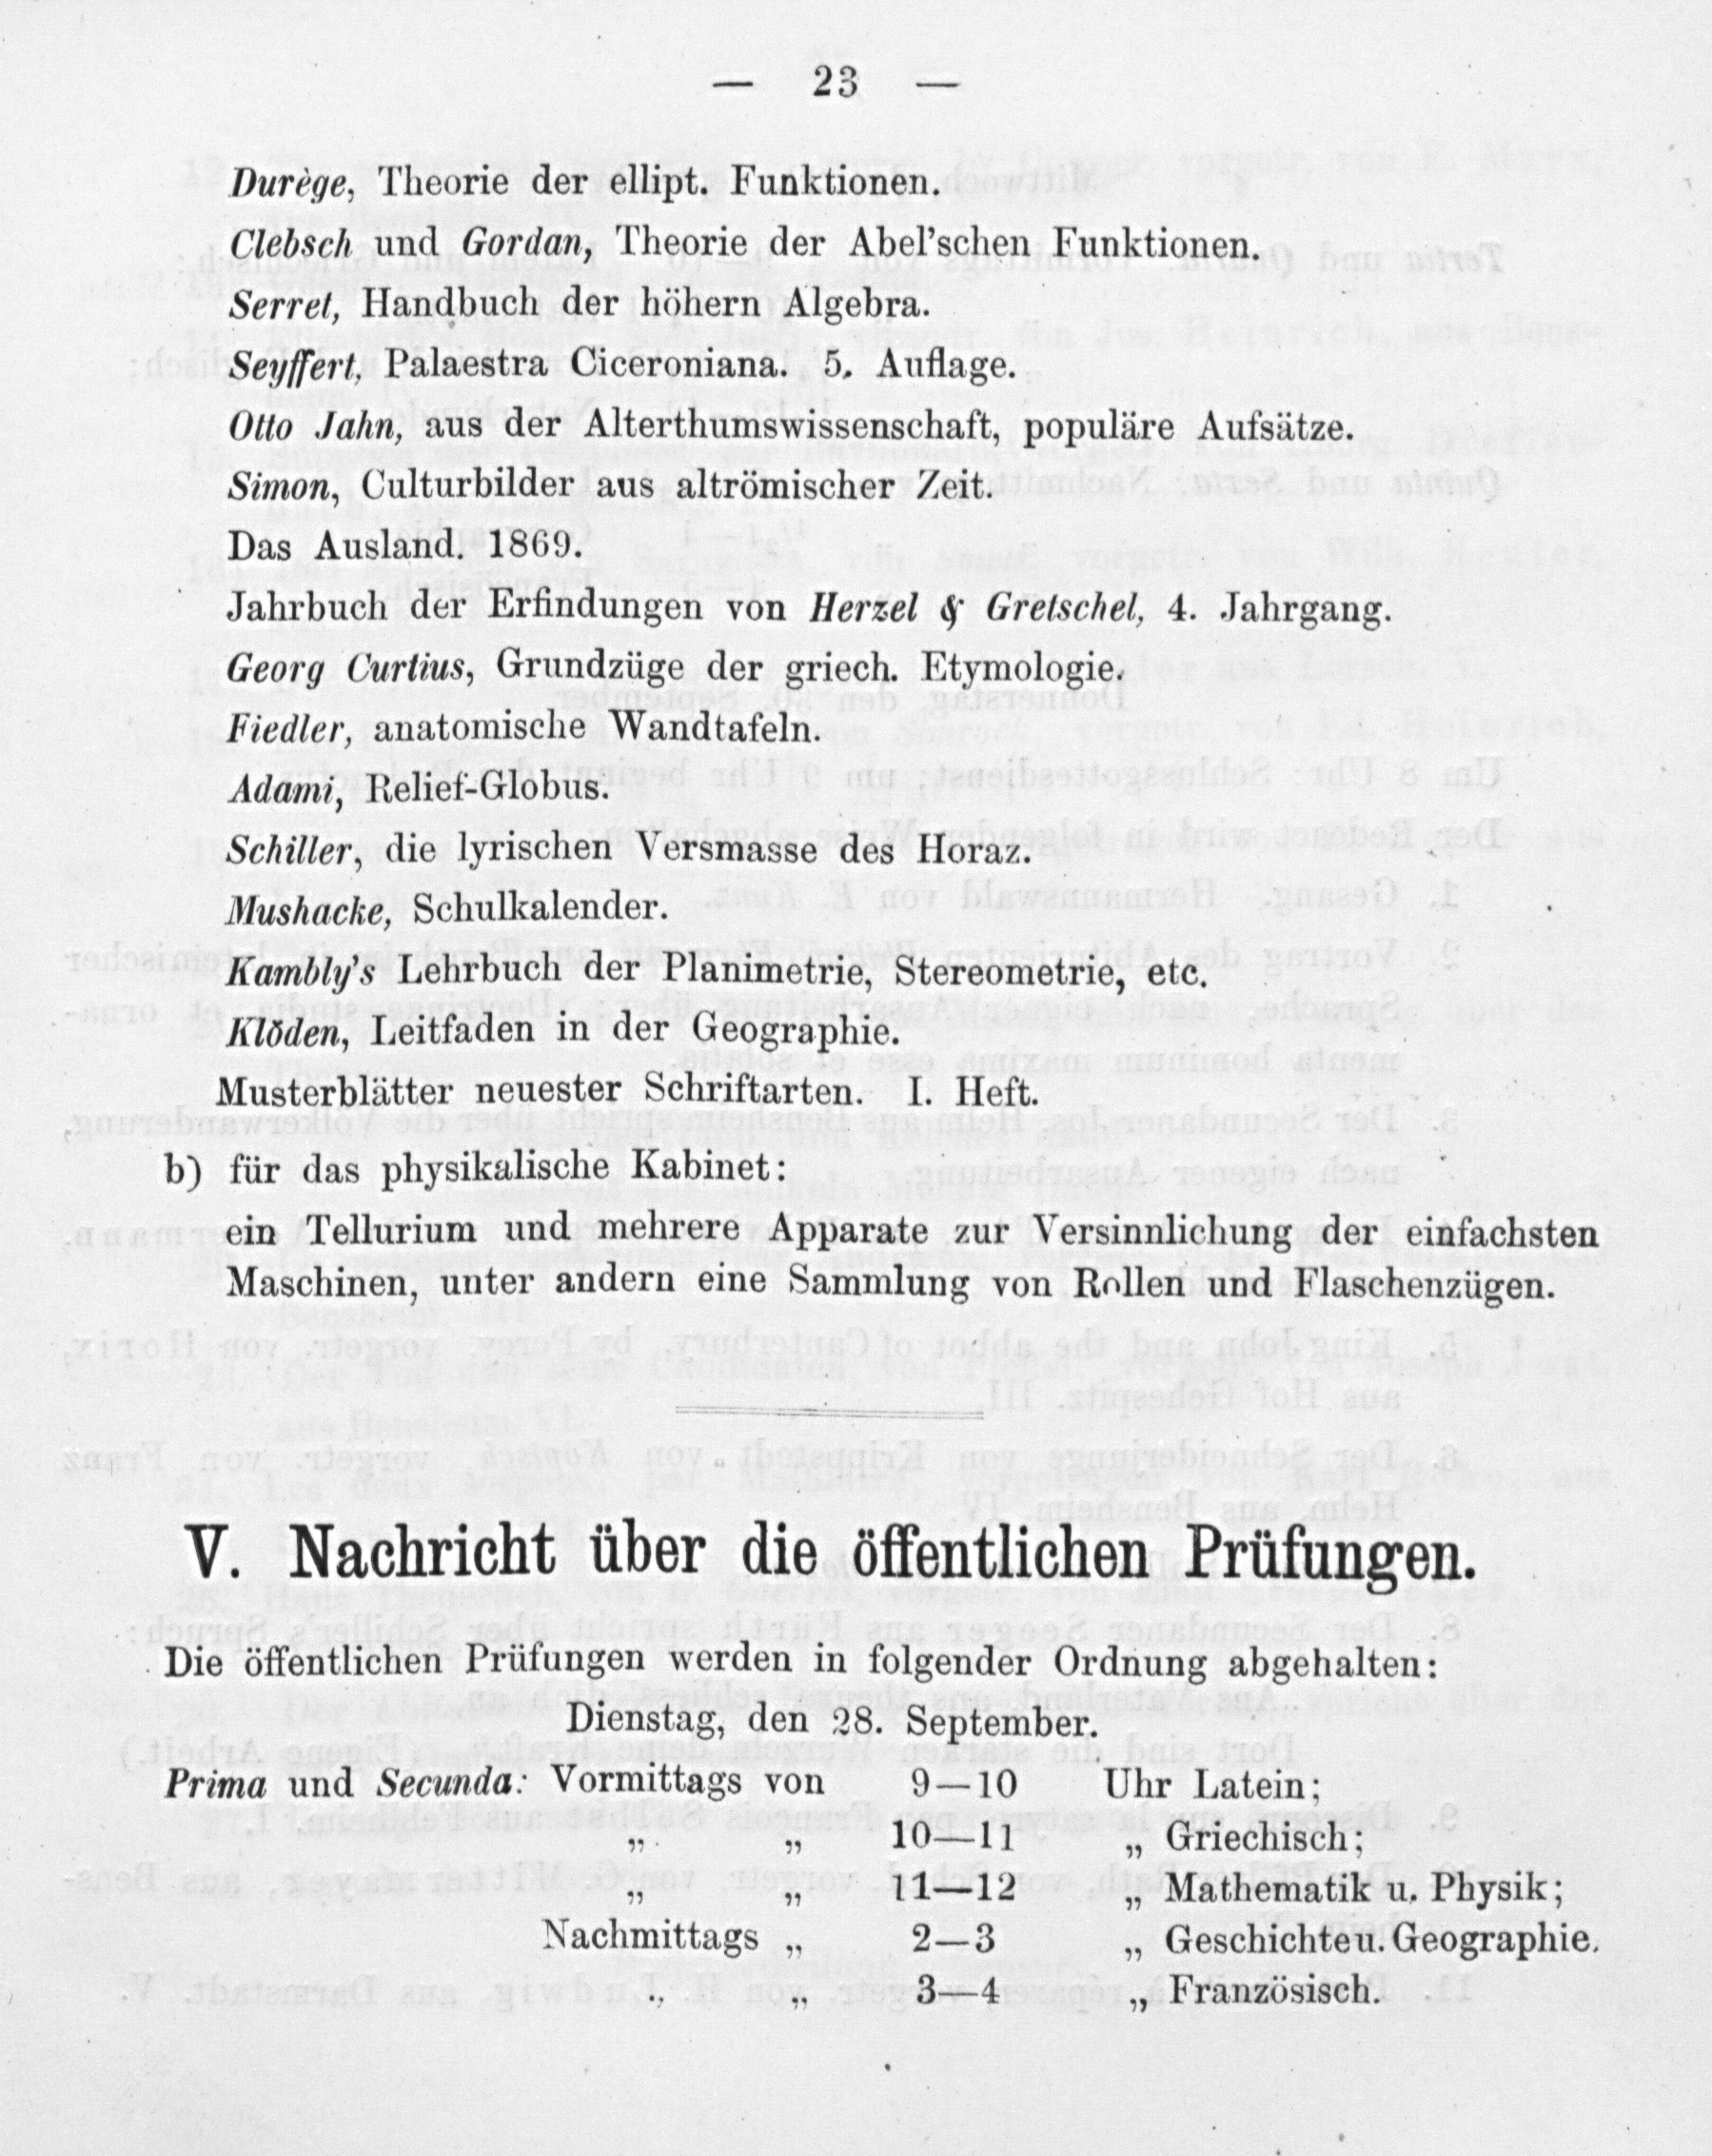 — 23 —
Durège, Theorie der ellipt. Funktionen.
Clebsch und Gordan, Theorie der Abel'schen Funktionen.
Serret, Handbuch der höhern Algebra.
Seyffert, Palaestra Ciceroniana. 5. Auflage.
Otto Jahn, aus der Alterthumswissenschaft, populäre Aufsätze.
Simon, Culturbilder aus altrömischer Zeit.
Das Ausland. 1869.
Jahrbuch der Erfindungen von Herzel & Gretschel, 4. Jahrgang.
Georg Curtius, Grundzüge der griech. Etymologie.
Fiedler, anatomische Wandtafeln.
Adami, Relief-Globus.
Schiller, die lyrischen Versmasse des Horaz.
Mushacke, Schulkalender.
Kambly's Lehrbuch der Planimetrie, Stereometrie, etc.
Klöden, Leitfaden in der Geographie.
Musterblätter neuester Schriftarten. I. Heft.
b) für das physikalische Kabinet:
ein Tellurium und mehrere Apparate zur Versinnlichung der einfachsten
Maschinen, unter andern eine Sammlung von Rollen und Flaschenzügen.
V. Nachricht über die öffentlichen Prüfungen.
Die öffentlichen Prüfungen werden in folgender Ordnung abgehalten:
Dienstag, den 28. September.
Prima und Secunda: Vormittags von 9—10 Uhr Latein;
„ „ 10—11 „ Griechisch;
„ „ 11—12 „ Mathematik u. Physik;
Nachmittags „ 2—3 „ Geschichte u. Geographie.
„ „ 3—4 „ Französisch.